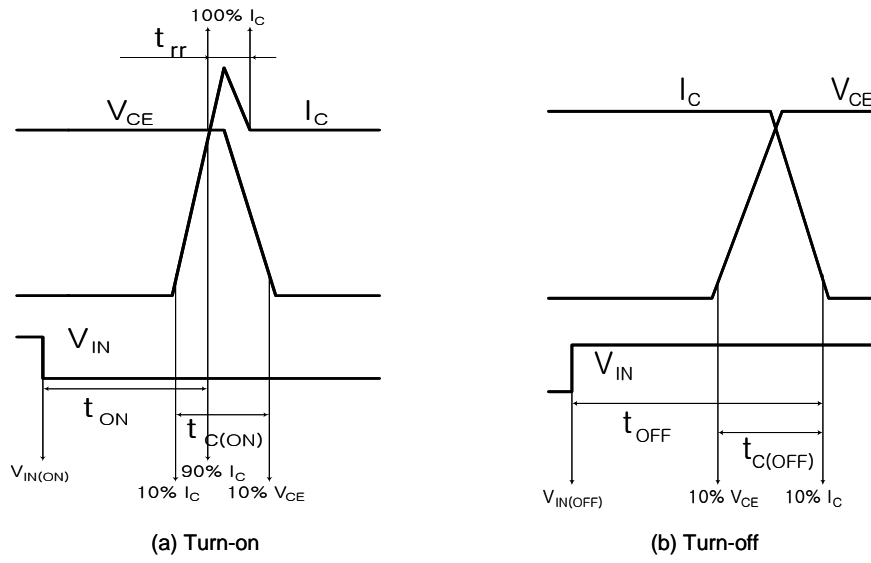 100% I_C
t_rr
V_CE
I_C
V_IN
t_ON
t_C(ON)
V_IN(ON)
90% I_C
10% I_C
10% V_CE
(a) Turn-on
I_C
V_CE
V_IN
t_OFF
t_C(OFF)
V_IN(OFF)
10% V_CE
10% I_C
(b) Turn-off